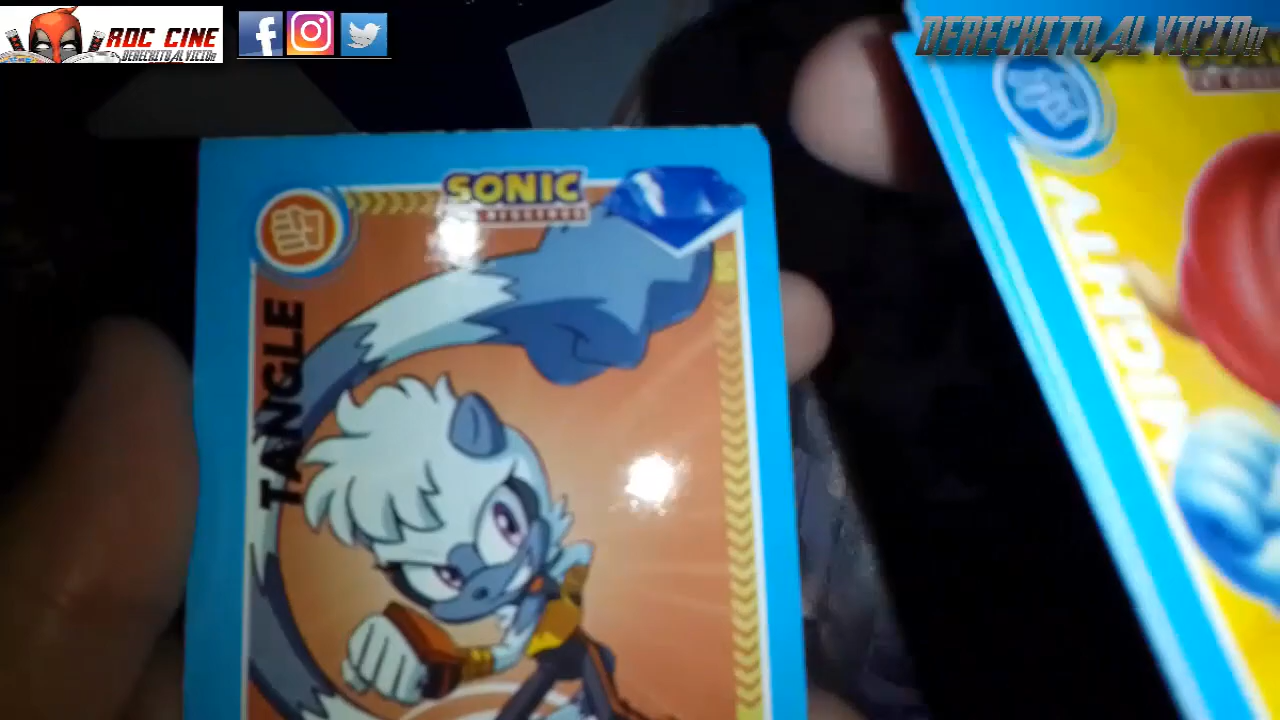 ROC CINE
DERECHITO AL VICIO!!
DERECHITO AL VICIO!!
SONIC
TANGLE